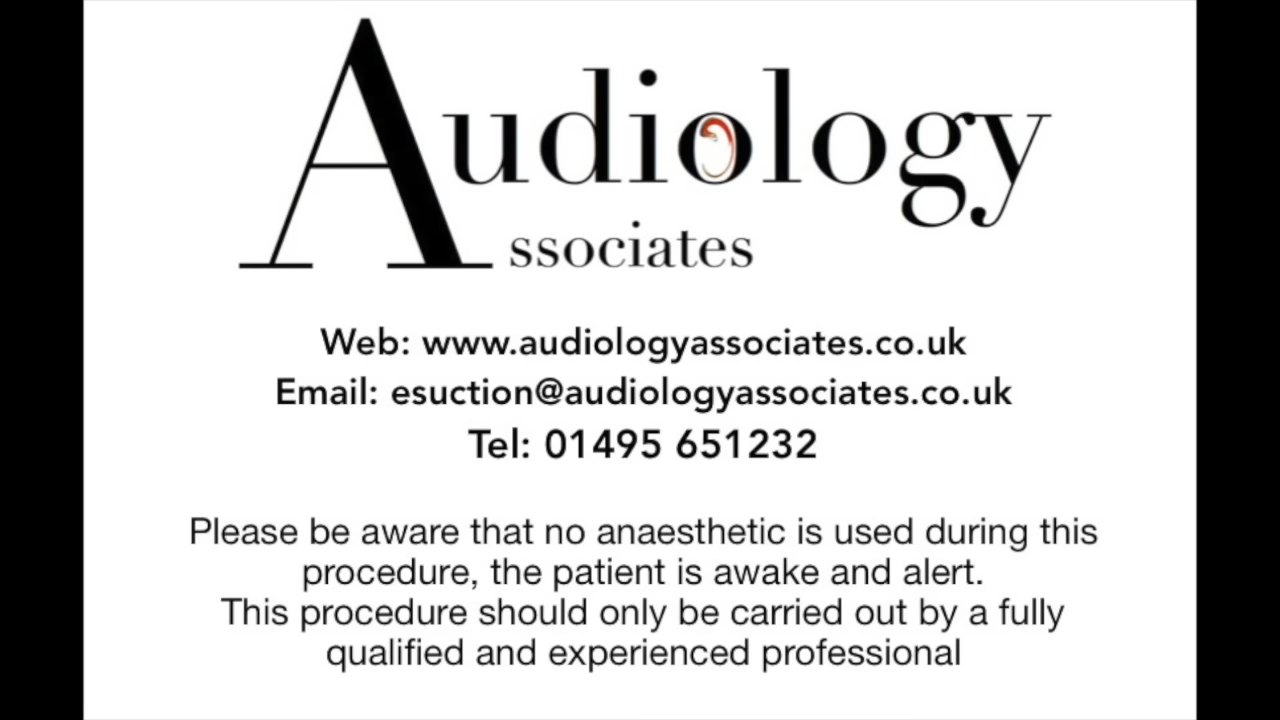 Audiology
Associates
Web: www.audiologyassociates.co.uk
Email: esuction@audiologyassociates.co.uk
Tel: 01495 651232
Please be aware that no anaesthetic is used during this
procedure, the patient is awake and alert.
This procedure should only be carried out by a fully
qualified and experienced professional